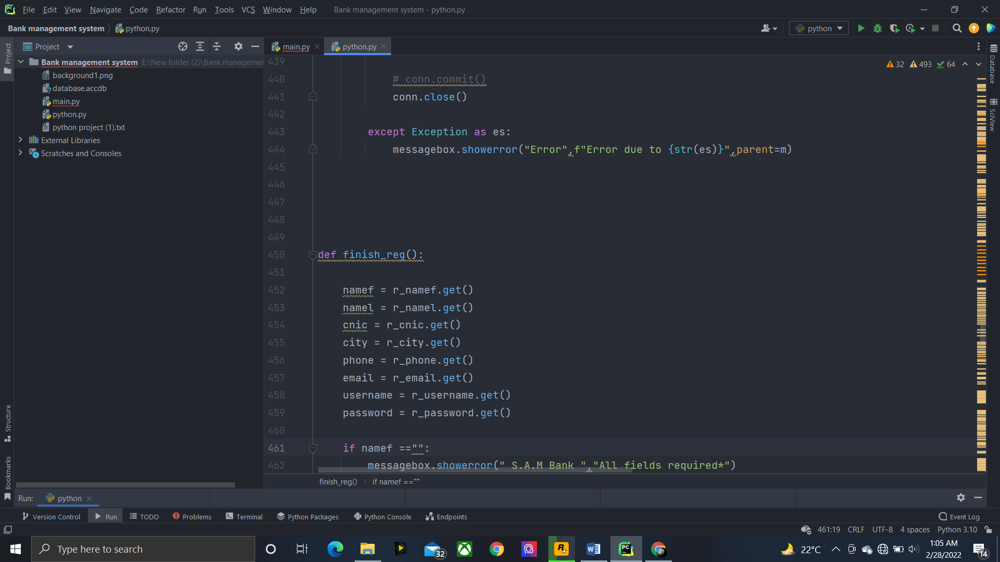 File Edit View Navigate Code Refactor Run Tools VCS Window Help Bank management system - python.py
Bank management system python.py python
Project main.py python.py
Bank management system E:\New folder (2)\Bank managemen
background1.png
database.accdb
main.py
python.py
python project (1).txt
External Libraries
Scratches and Consoles
Project
Structure
Bookmarks
Database
SciView
32 493 64
439
440 # conn.commit()
441 conn.close()
442
443 except Exception as es:
444 messagebox.showerror("Error",f"Error due to {str(es)}",parent=m)
445
446
447
448
449
450 def finish_reg():
451
452 namef = r_namef.get()
453 namel = r_namel.get()
454 cnic = r_cnic.get()
455 city = r_city.get()
456 phone = r_phone.get()
457 email = r_email.get()
458 username = r_username.get()
459 password = r_password.get()
460
461 if namef =="":
462 messagebox.showerror(" S.A.M Bank ","All fields required*")
finish_reg() if namef ==""
Run: python
Version Control Run TODO Problems Terminal Python Packages Python Console Endpoints Event Log
461:19 CRLF UTF-8 4 spaces Python 3.10
Type here to search 32 22°C 1:05 AM
2/28/2022 14